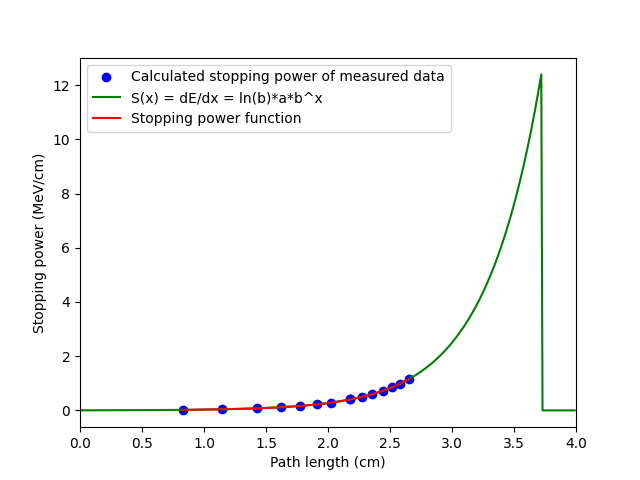 Calculated stopping power of measured data
S(x) = dE/dx = ln(b)*a*b^x
Stopping power function
Stopping power (MeV/cm)
12
10
8
6
4
2
0
0.0 0.5 1.0 1.5 2.0 2.5 3.0 3.5 4.0
Path length (cm)